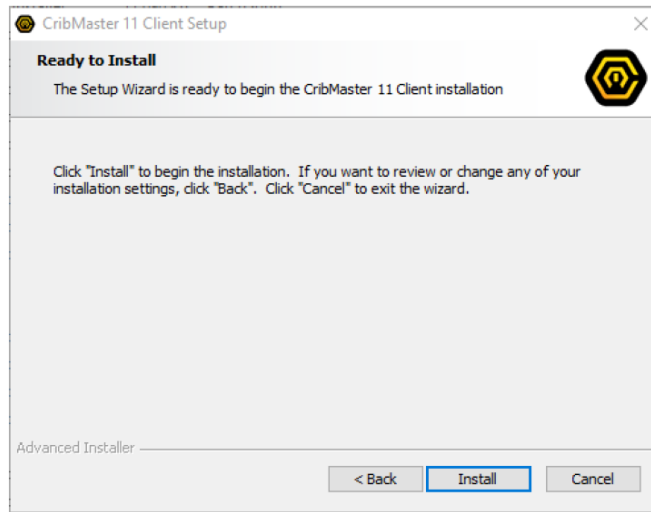 CribMaster 11 Client Setup
Ready to Install
The Setup Wizard is ready to begin the CribMaster 11 Client installation
Click "Install" to begin the installation. If you want to review or change any of your
installation settings, click "Back". Click "Cancel" to exit the wizard.
Advanced Installer
< Back Install Cancel